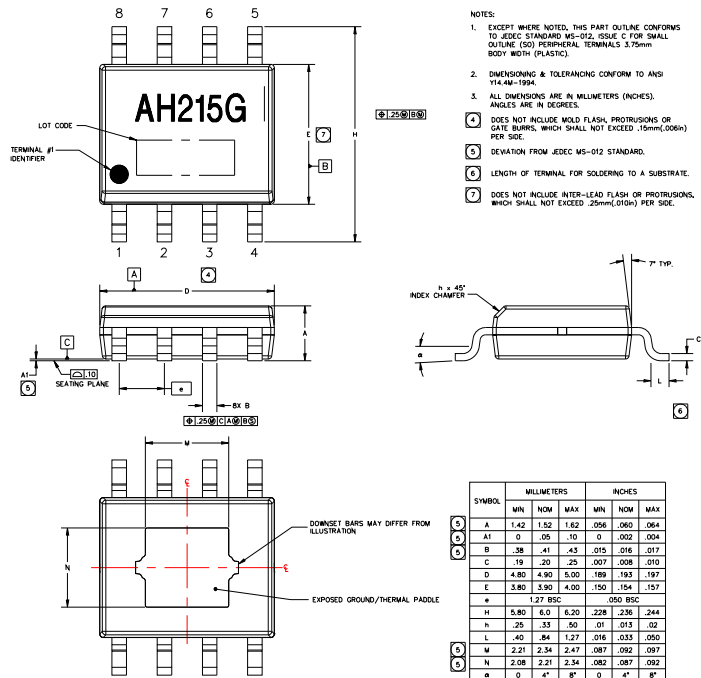 8 7 6 5
AH215G
LOT CODE
TERMINAL #1
IDENTIFIER
1 2 3 4
E 7
B
H
⌖ .25Ⓜ BⓂ
NOTES:
1. EXCEPT WHERE NOTED, THIS PART OUTLINE CONFORMS
TO JEDEC STANDARD MS-012, ISSUE C FOR SMALL
OUTLINE (SO) PERIPHERAL TERMINALS 3.75mm
BODY WIDTH (PLASTIC).
2. DIMENSIONING & TOLERANCING CONFORM TO ANSI
Y14.4M-1994.
3. ALL DIMENSIONS ARE IN MILLIMETERS (INCHES).
ANGLES ARE IN DEGREES.
4 DOES NOT INCLUDE MOLD FLASH, PROTRUSIONS OR
GATE BURRS, WHICH SHALL NOT EXCEED .15mm(.006in)
PER SIDE.
5 DEVIATION FROM JEDEC MS-012 STANDARD.
6 LENGTH OF TERMINAL FOR SOLDERING TO A SUBSTRATE.
7 DOES NOT INCLUDE INTER-LEAD FLASH OR PROTRUSIONS,
WHICH SHALL NOT EXCEED .25mm(.010in) PER SIDE.
A 4
D
A
C
A1
5
⌓ .10
SEATING PLANE
e
8X B
⌖ .25Ⓜ C AⓂ BⓈ
7° TYP.
h x 45°
INDEX CHAMFER
α
C
L
6
M
N
℄
℄
DOWNSET BARS MAY DIFFER FROM
ILLUSTRATION
EXPOSED GROUND/THERMAL PADDLE
SYMBOL MILLIMETERS INCHES
MIN NOM MAX MIN NOM MAX
5 A 1.42 1.52 1.62 .056 .060 .064
5 A1 0 .05 .10 0 .002 .004
5 B .38 .41 .43 .015 .016 .017
C .19 .20 .25 .007 .008 .010
D 4.80 4.90 5.00 .189 .193 .197
E 3.80 3.90 4.00 .150 .154 .157
e 1.27 BSC .050 BSC
H 5.80 6.0 6.20 .228 .236 .244
h .25 .33 .50 .01 .013 .02
L .40 .84 1.27 .016 .033 .050
5 M 2.21 2.34 2.47 .087 .092 .097
5 N 2.08 2.21 2.34 .082 .087 .092
α 0 4° 8° 0 4° 8°